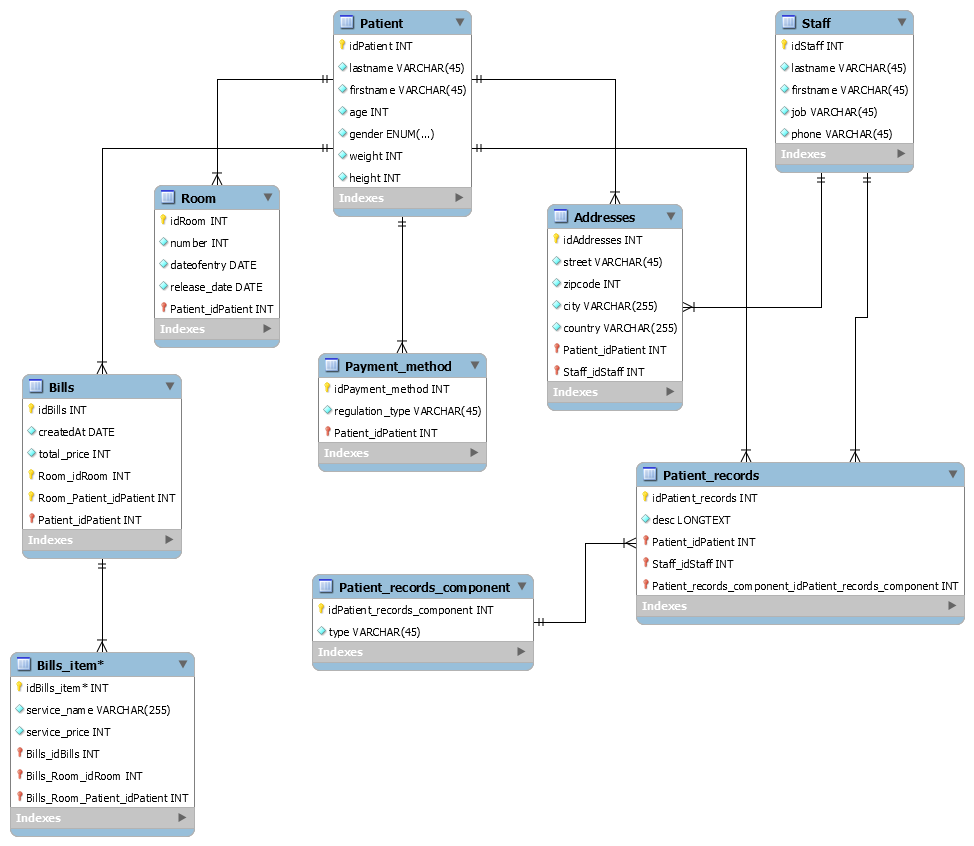 Patient
idPatient INT
lastname VARCHAR(45)
firstname VARCHAR(45)
age INT
gender ENUM(...)
weight INT
height INT
Indexes
Staff
idStaff INT
lastname VARCHAR(45)
firstname VARCHAR(45)
job VARCHAR(45)
phone VARCHAR(45)
Indexes
Room
idRoom INT
number INT
dateofentry DATE
release_date DATE
Patient_idPatient INT
Indexes
Addresses
idAddresses INT
street VARCHAR(45)
zipcode INT
city VARCHAR(255)
country VARCHAR(255)
Patient_idPatient INT
Staff_idStaff INT
Indexes
Payment_method
idPayment_method INT
regulation_type VARCHAR(45)
Patient_idPatient INT
Indexes
Bills
idBills INT
createdAt DATE
total_price INT
Room_idRoom INT
Room_Patient_idPatient INT
Patient_idPatient INT
Indexes
Patient_records
idPatient_records INT
desc LONGTEXT
Patient_idPatient INT
Staff_idStaff INT
Patient_records_component_idPatient_records_component INT
Indexes
Patient_records_component
idPatient_records_component INT
type VARCHAR(45)
Indexes
Bills_item*
idBills_item* INT
service_name VARCHAR(255)
service_price INT
Bills_idBills INT
Bills_Room_idRoom INT
Bills_Room_Patient_idPatient INT
Indexes